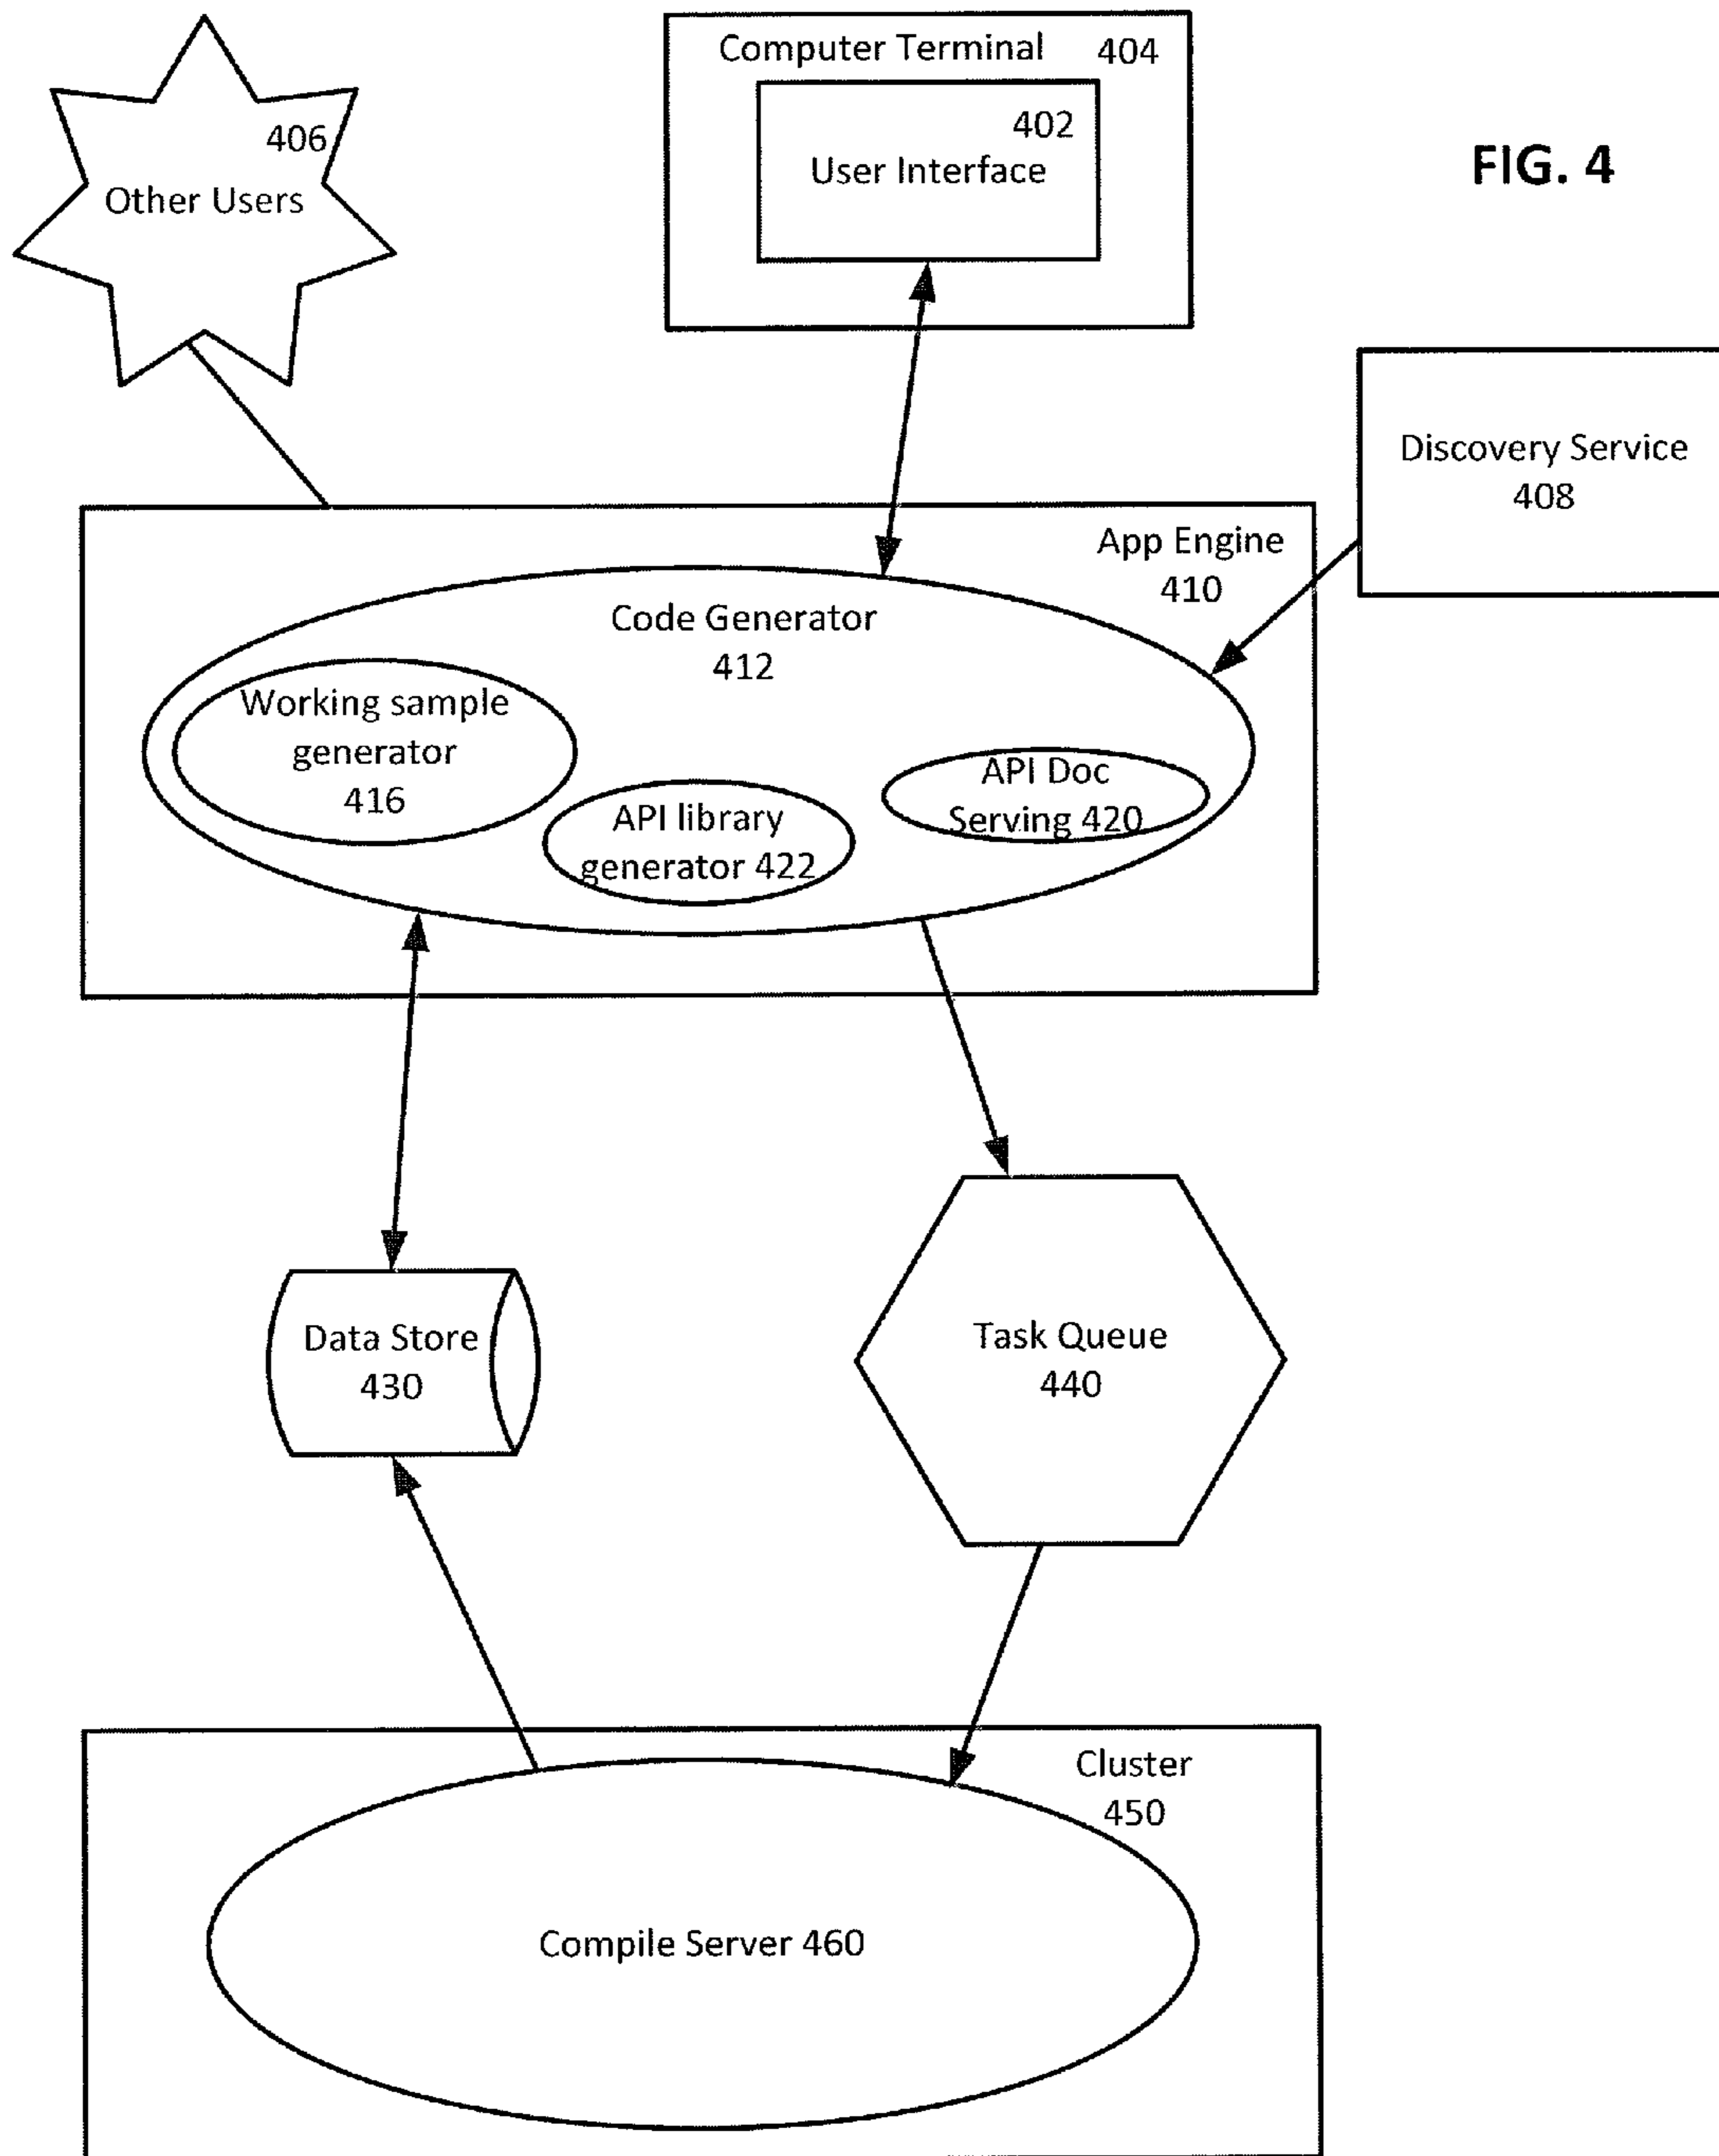 Computer Terminal 404
402
User Interface
406
Other Users
FIG. 4
Discovery Service
408
App Engine
410
Code Generator
412
Working sample
generator
416
API library
generator 422
API Doc
Serving 420
Data Store
430
Task Queue
440
Cluster
450
Compile Server 460